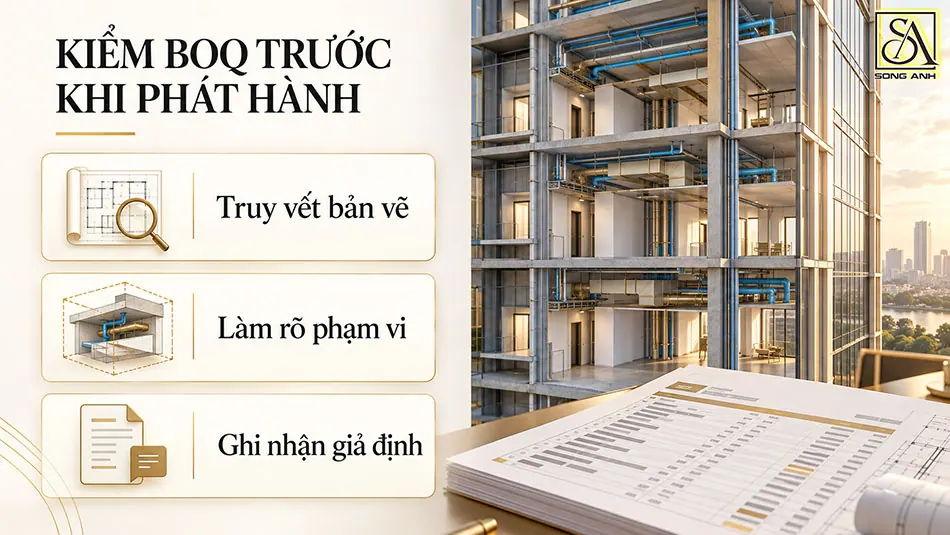 KIỂM BOQ TRƯỚC
KHI PHÁT HÀNH
Truy vết bản vẽ
Làm rõ phạm vi
Ghi nhận giả định
SA
SONG ANH